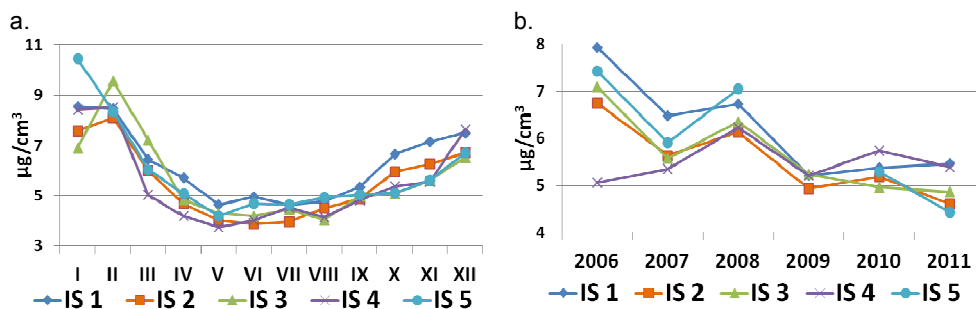 a.
µg/cm³
11
9
7
5
3
I II III IV V VI VII VIII IX X XI XII
IS 1 IS 2 IS 3 IS 4 IS 5
b.
µg/cm³
8
7
6
5
4
2006 2007 2008 2009 2010 2011
IS 1 IS 2 IS 3 IS 4 IS 5